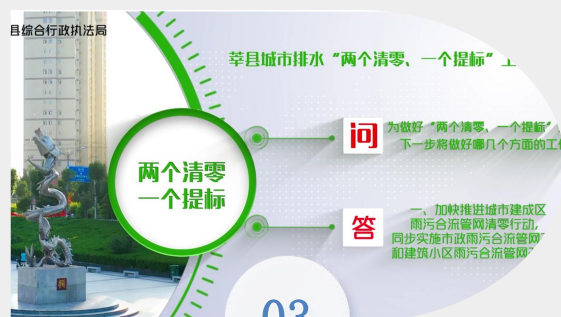 县综合行政执法局
莘县城市排水“两个清零、一个提标”
两个清零
一个提标
问
为做好“两个清零、一个提标”
下一步将做好哪几个方面的工作
答
一、加快推进城市建成区
雨污合流管网清零行动，
同步实施市政雨污合流管网
和建筑小区雨污合流管网
03